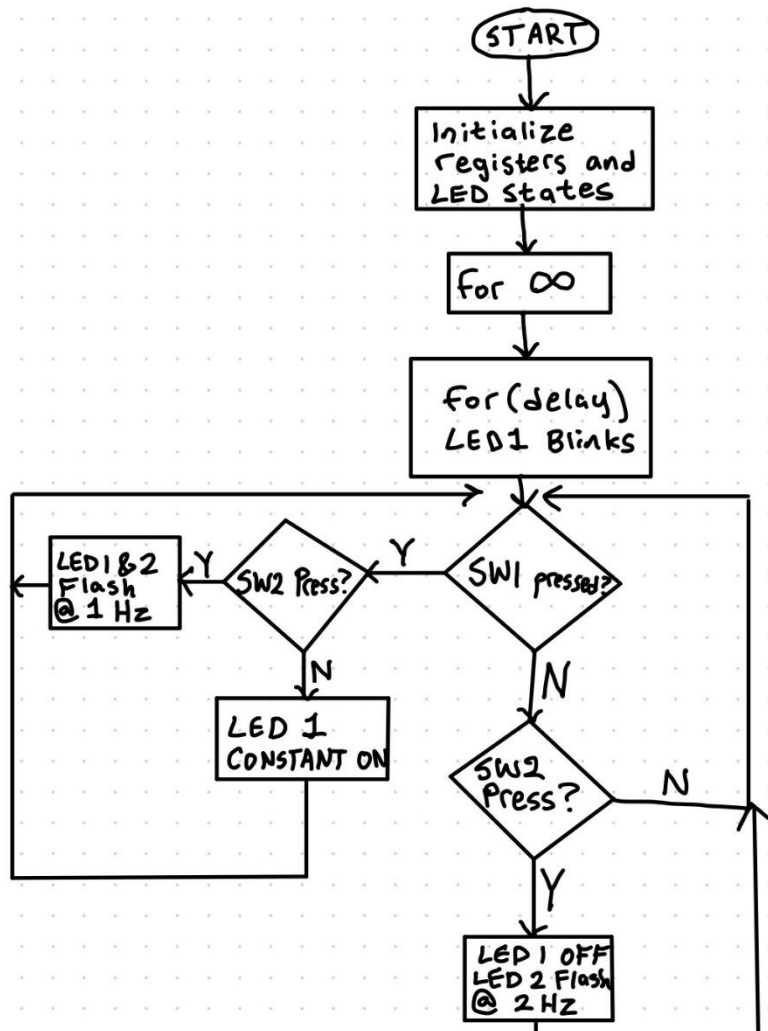 START
Initialize
registers and
LED states
For ∞
For (delay)
LED1 Blinks
SW1 pressed?
Y
SW2 Press?
Y
LED1 & 2
Flash
@ 1 Hz
N
LED 1
CONSTANT ON
N
SW2
Press?
N
Y
LED 1 OFF
LED 2 Flash
@ 2 Hz